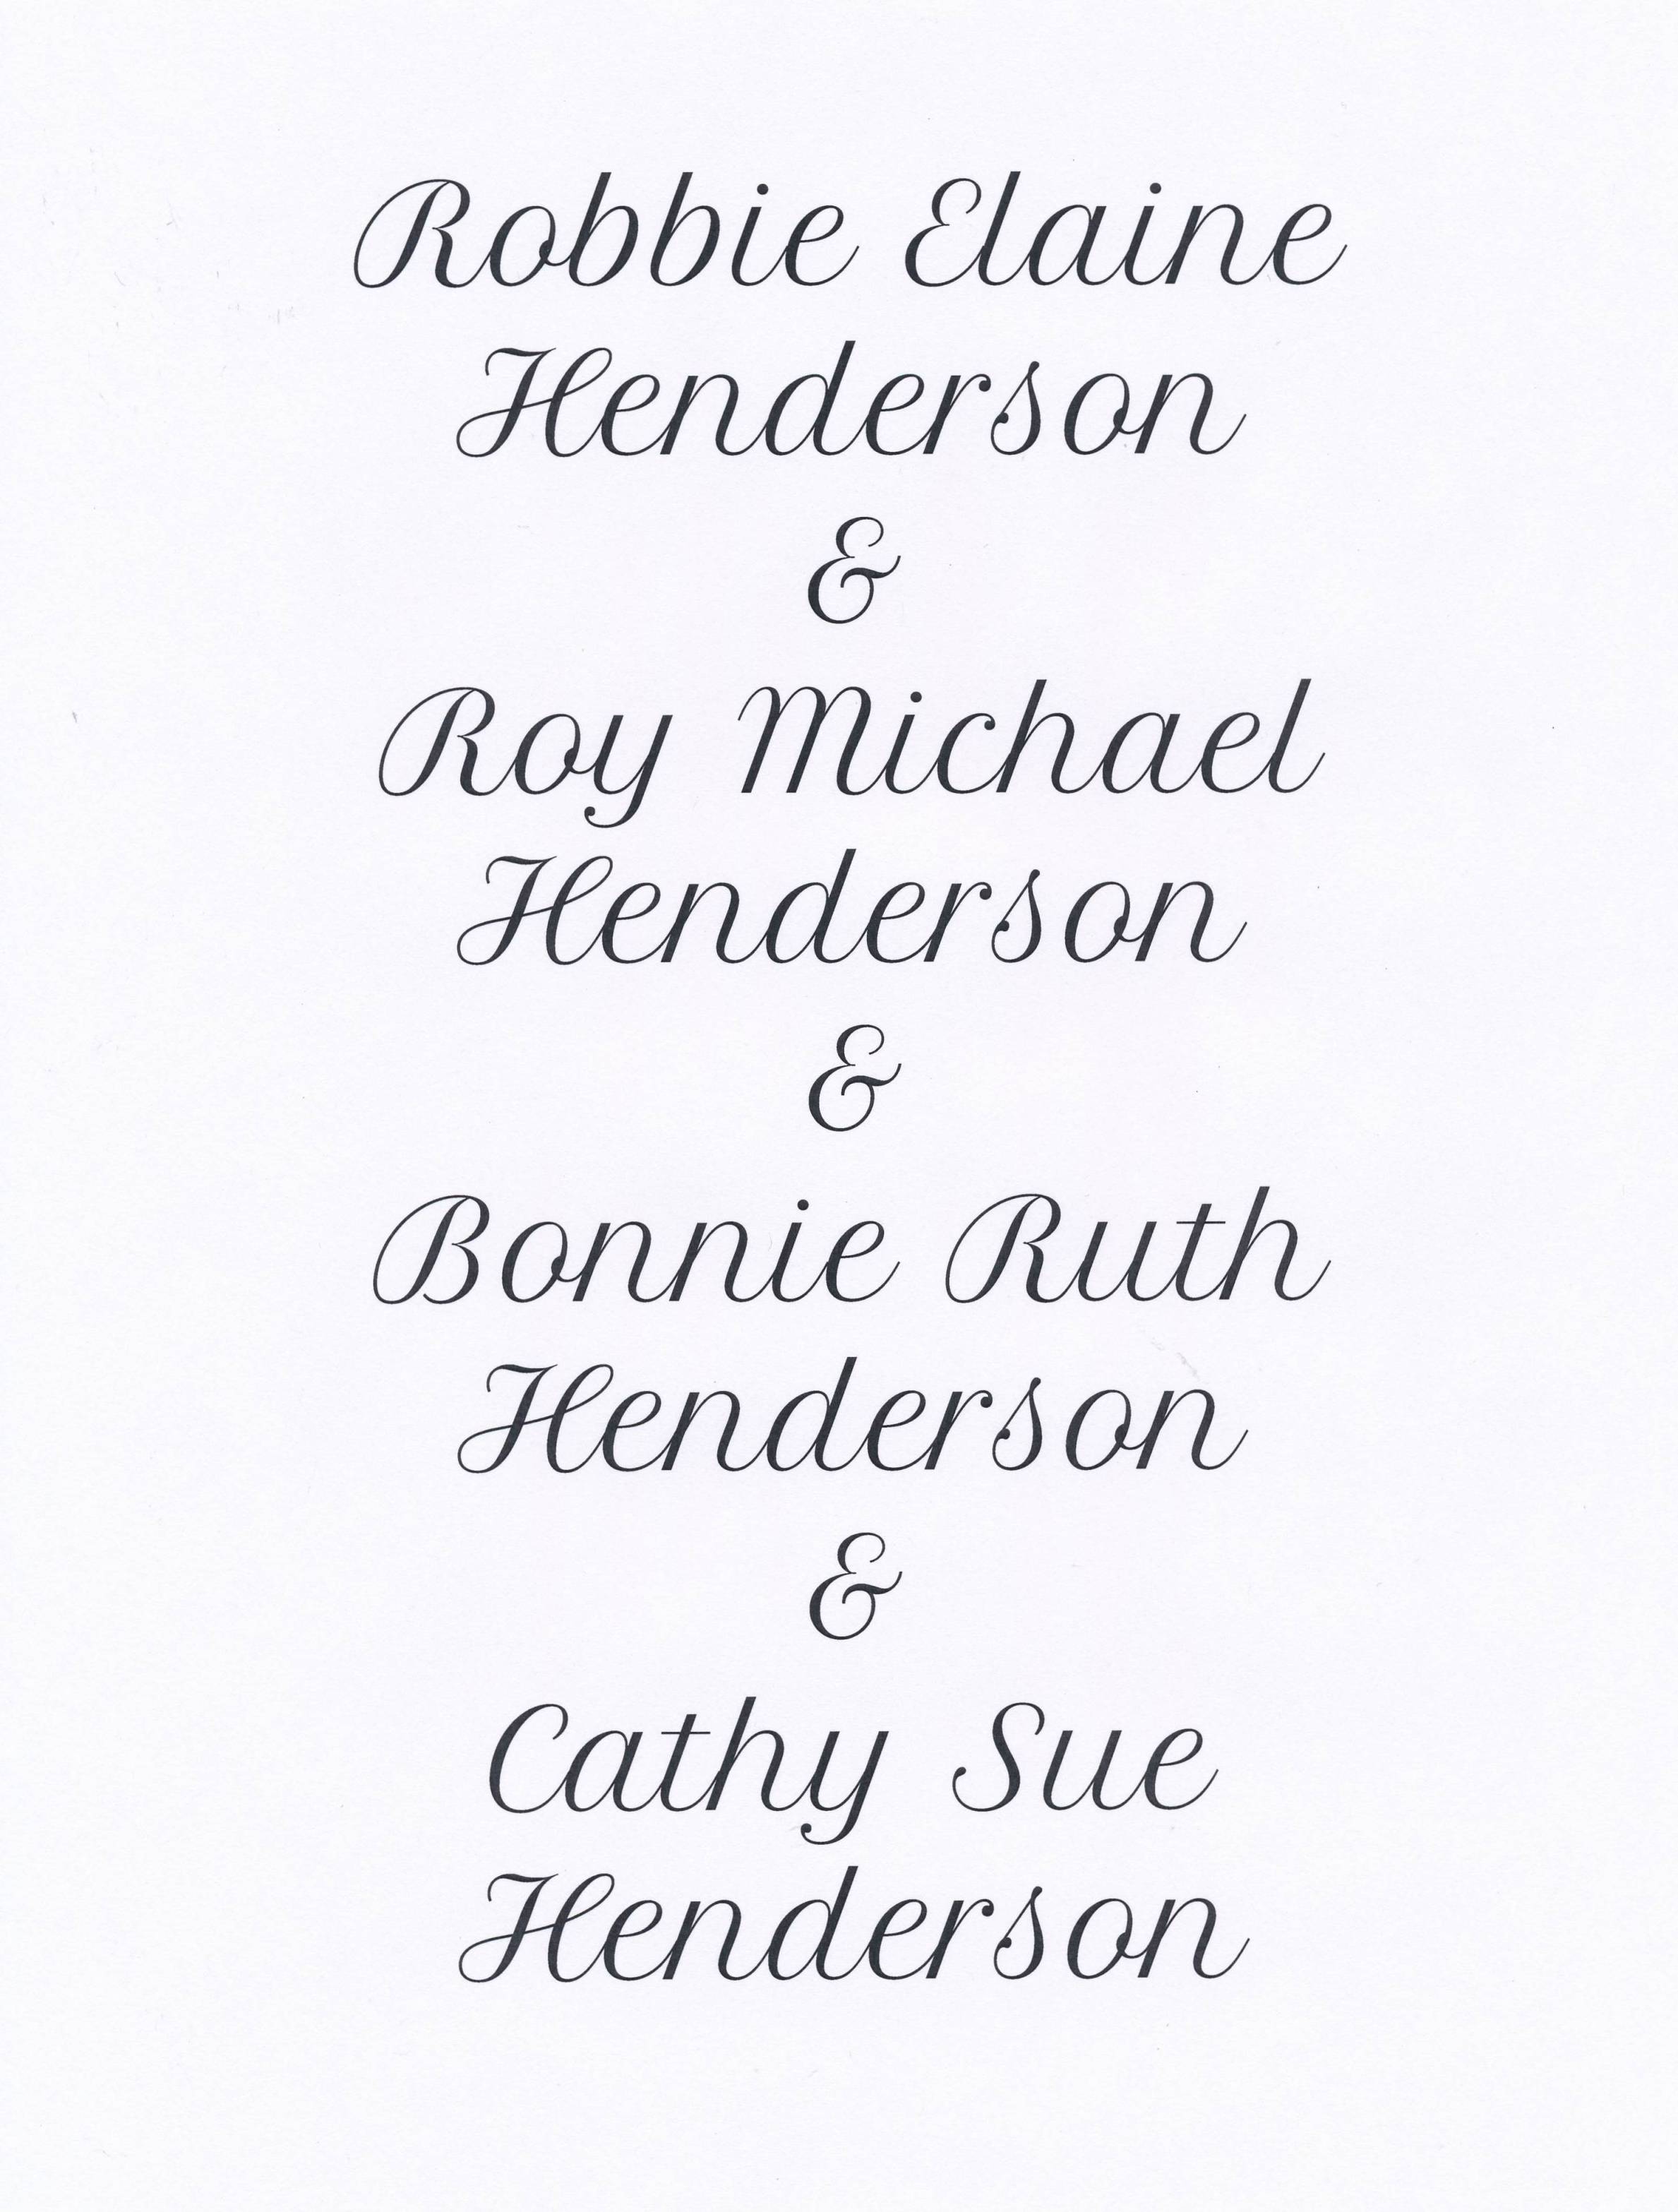 Robbie Elaine
Henderson
&
Roy Michael
Henderson
&
Bonnie Ruth
Henderson
&
Cathy Sue
Henderson